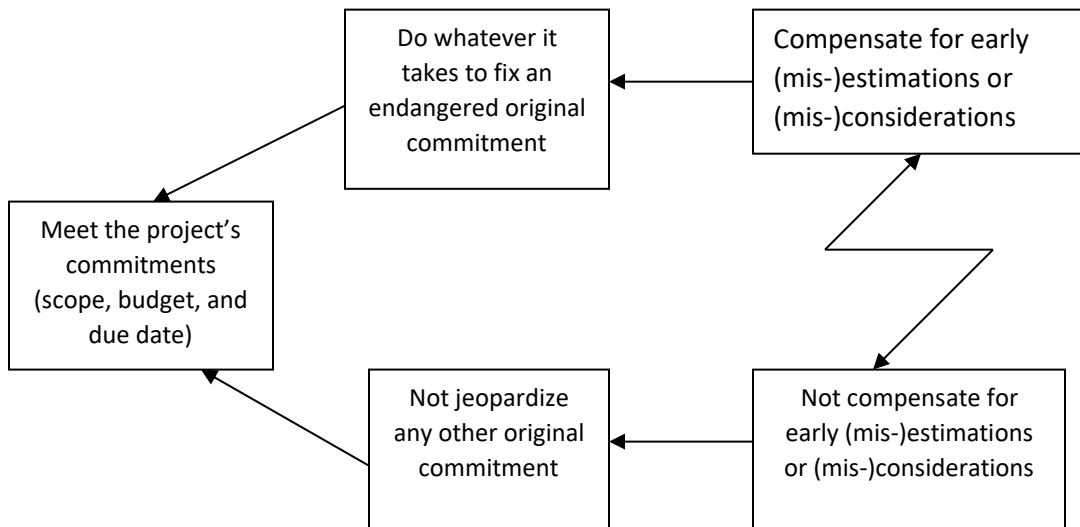 Do whatever it
takes to fix an
endangered original
commitment
Compensate for early
(mis-)estimations or
(mis-)considerations
Meet the project’s
commitments
(scope, budget, and
due date)
Not jeopardize
any other original
commitment
Not compensate for
early (mis-)estimations
or (mis-)considerations